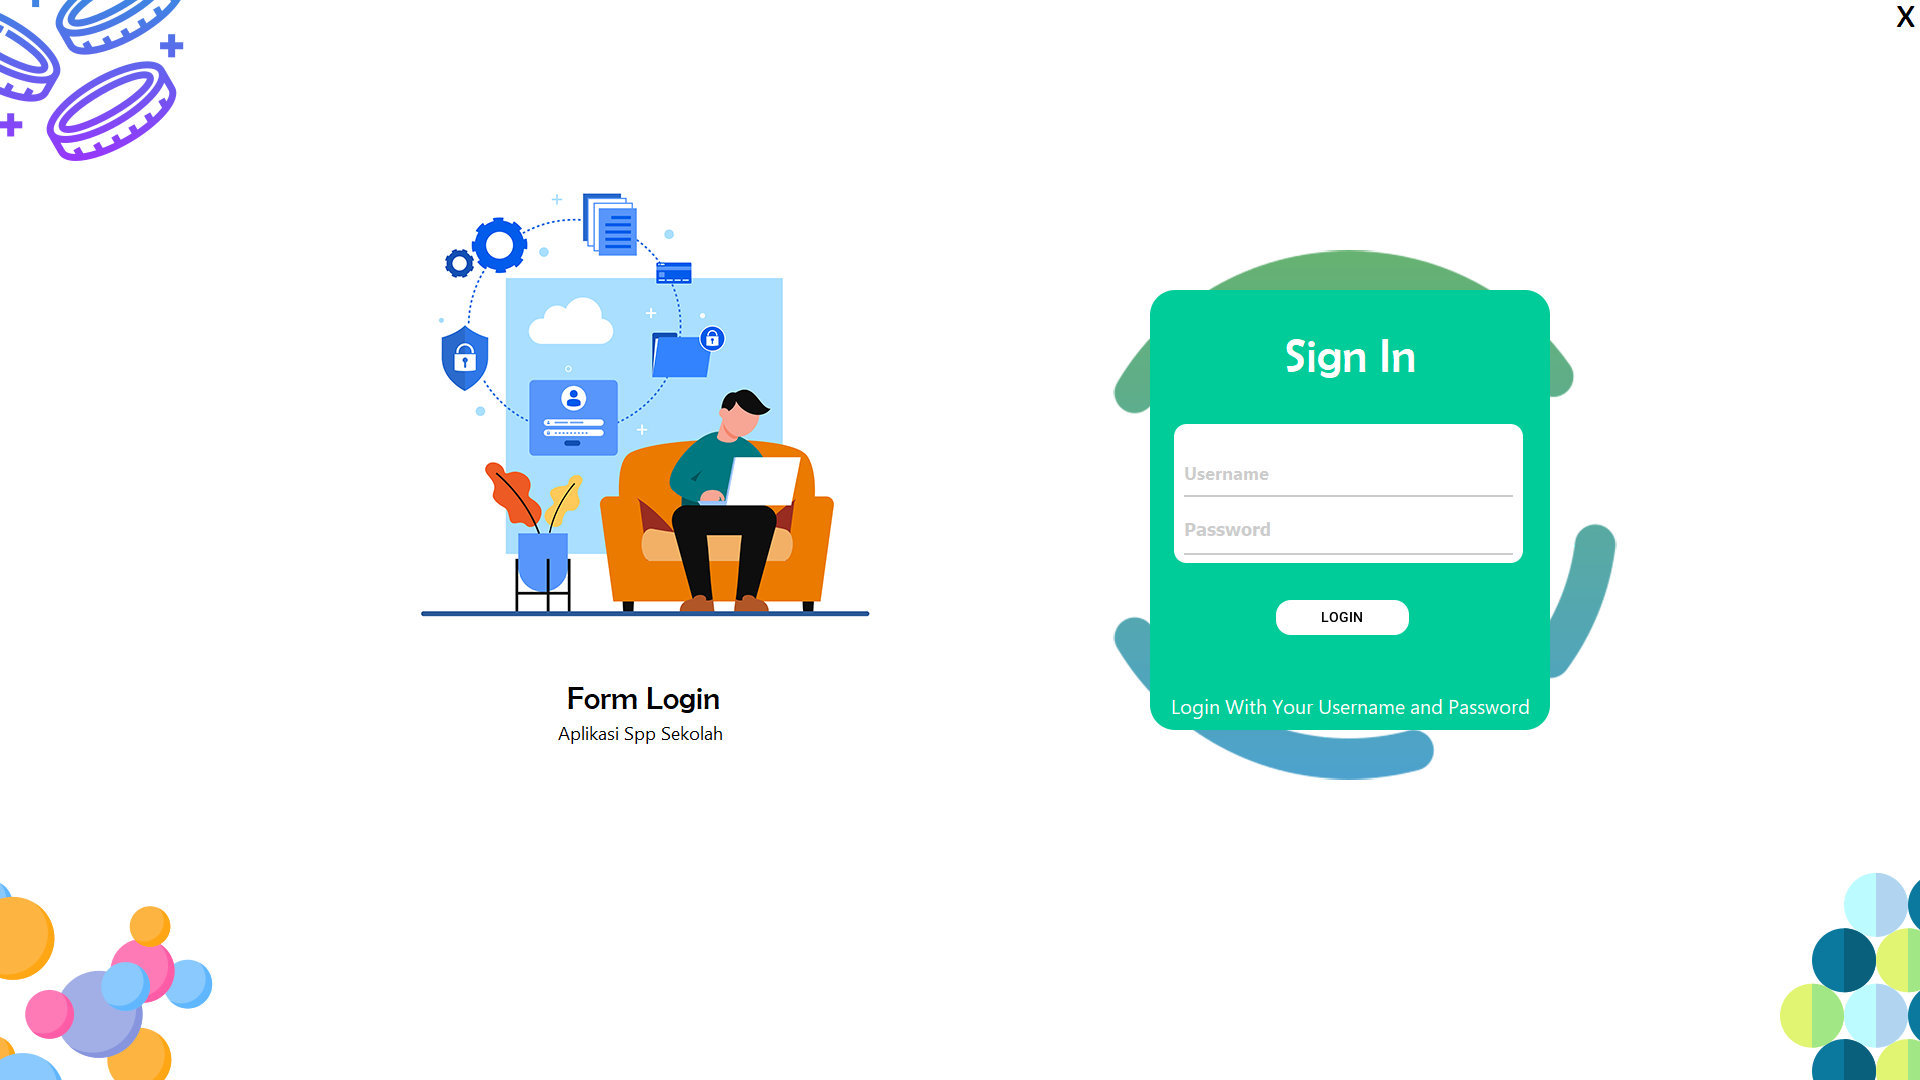 X
Sign In
Username
Password
LOGIN
Login With Your Username and Password
Form Login
Aplikasi Spp Sekolah